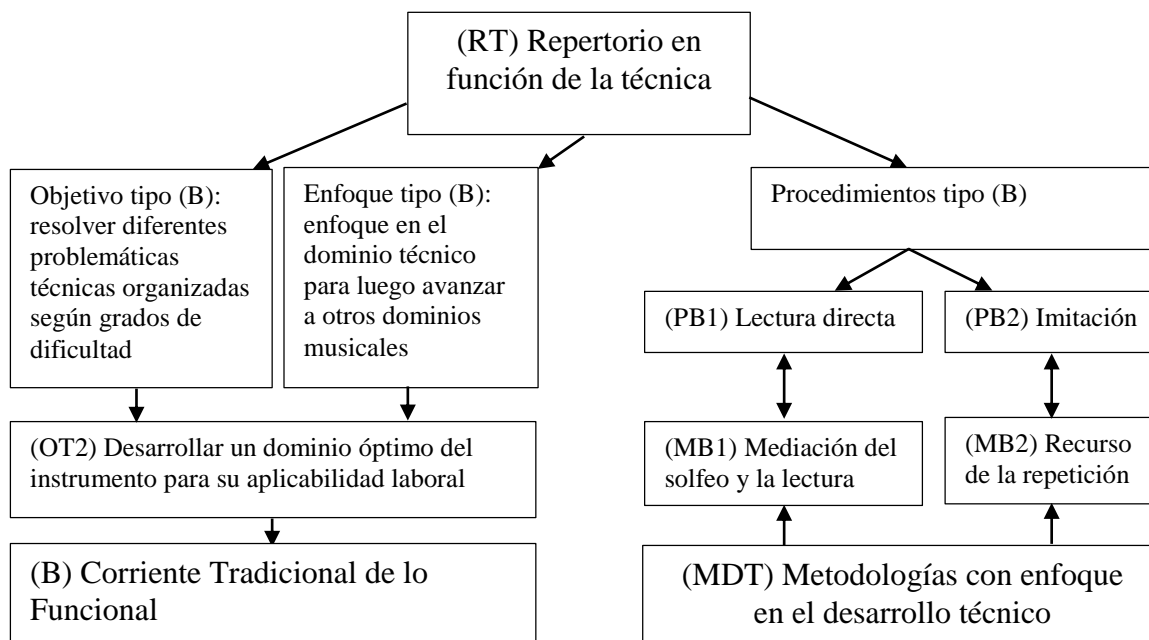 (RT) Repertorio en
función de la técnica
Objetivo tipo (B):
resolver diferentes
problemáticas
técnicas organizadas
según grados de
dificultad
Enfoque tipo (B):
enfoque en el
dominio técnico
para luego avanzar
a otros dominios
musicales
Procedimientos tipo (B)
(PB1) Lectura directa
(PB2) Imitación
(OT2) Desarrollar un dominio óptimo del
instrumento para su aplicabilidad laboral
(MB1) Mediación del
solfeo y la lectura
(MB2) Recurso
de la repetición
(B) Corriente Tradicional de lo
Funcional
(MDT) Metodologías con enfoque
en el desarrollo técnico